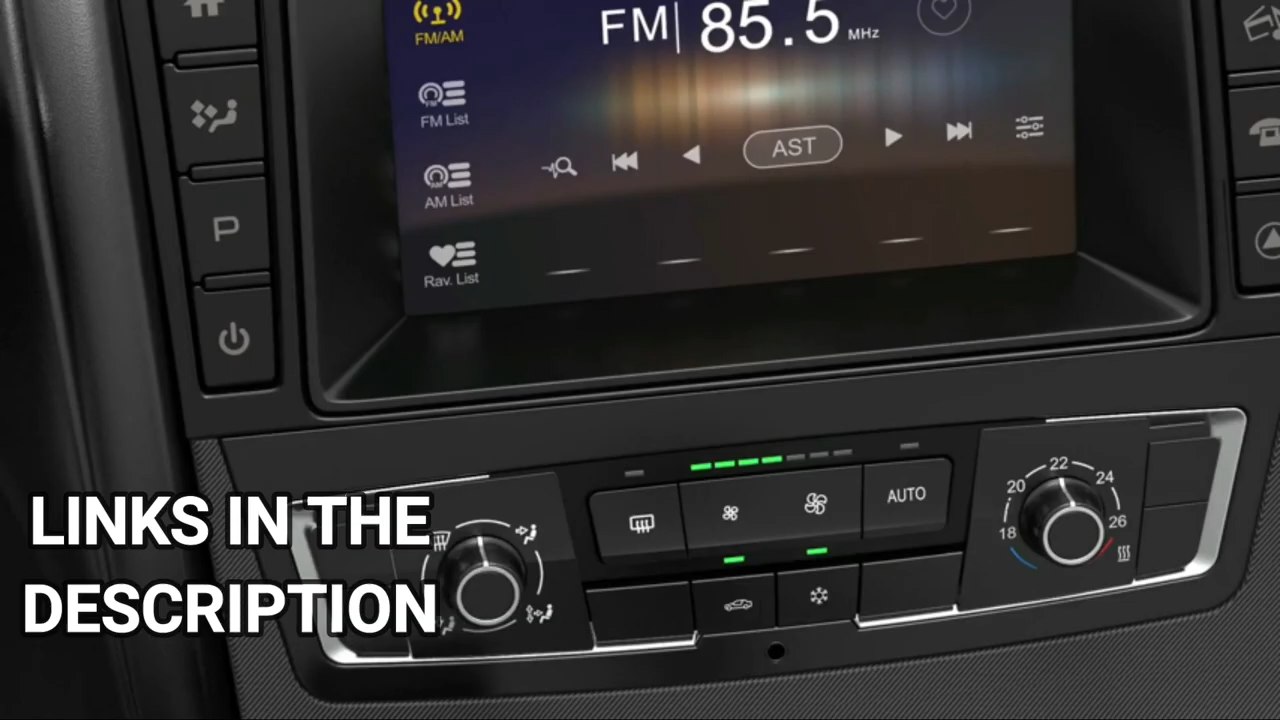 FM/AM
FM 85.5 MHz
FM List
AST
AM List
Rav. List
P
AUTO
18 20 22 24 26
LINKS IN THE
DESCRIPTION